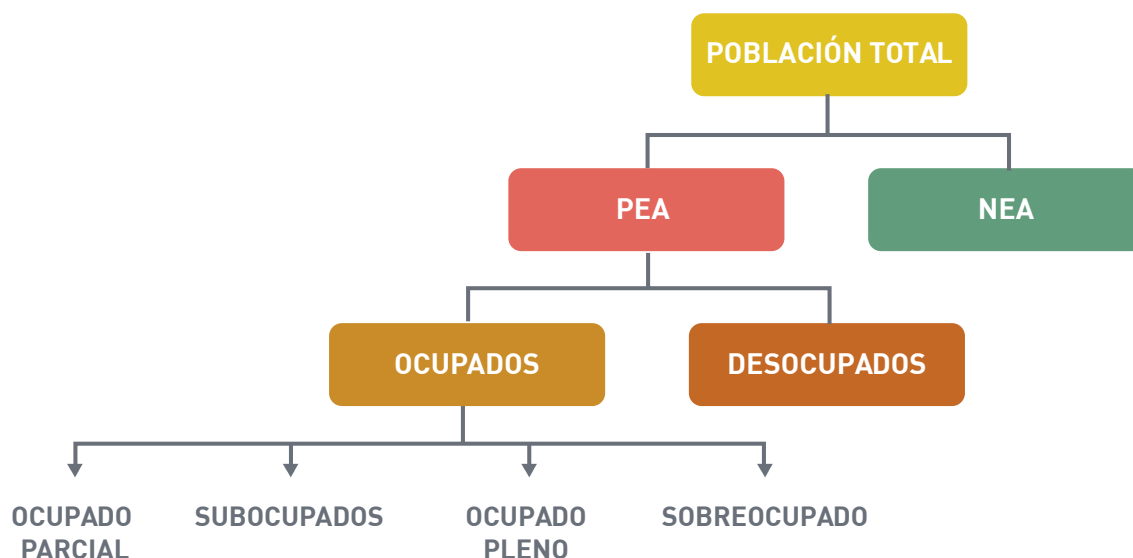 POBLACIÓN TOTAL
PEA
NEA
OCUPADOS
DESOCUPADOS
OCUPADO
PARCIAL
SUBOCUPADOS
OCUPADO
PLENO
SOBREOCUPADO